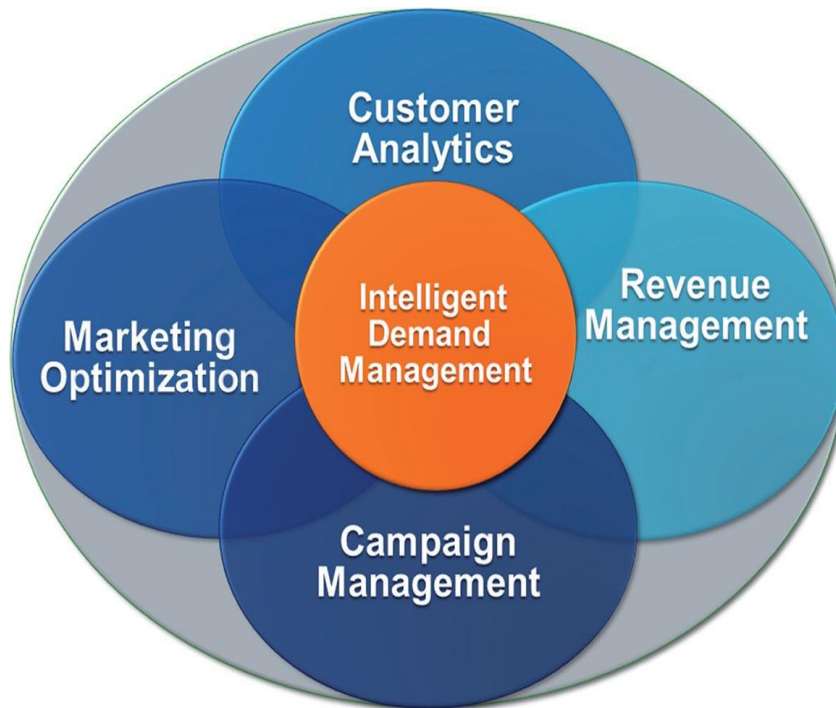 Customer
Analytics
Marketing
Optimization
Intelligent
Demand
Management
Revenue
Management
Campaign
Management